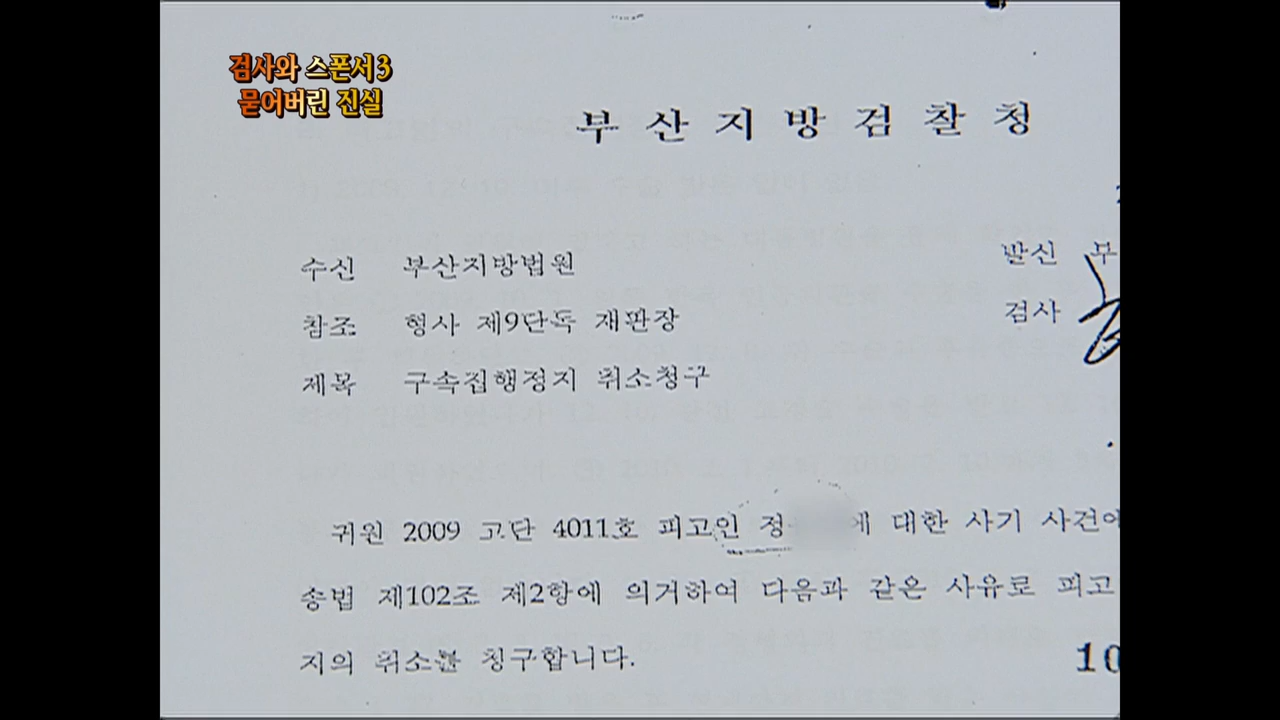 검사와 스폰서3
묻어버린 진실
부산지방검찰청
수신 부산지방법원 발신 부
참조 형사 제9단독 재판장 검사
제목 구속집행정지 취소청구
귀원 2009 고단 4011호 피고인 정 에 대한 사기 사건에
송법 제102조 제2항에 의거하여 다음과 같은 사유로 피고
지의 취소를 청구합니다.
10